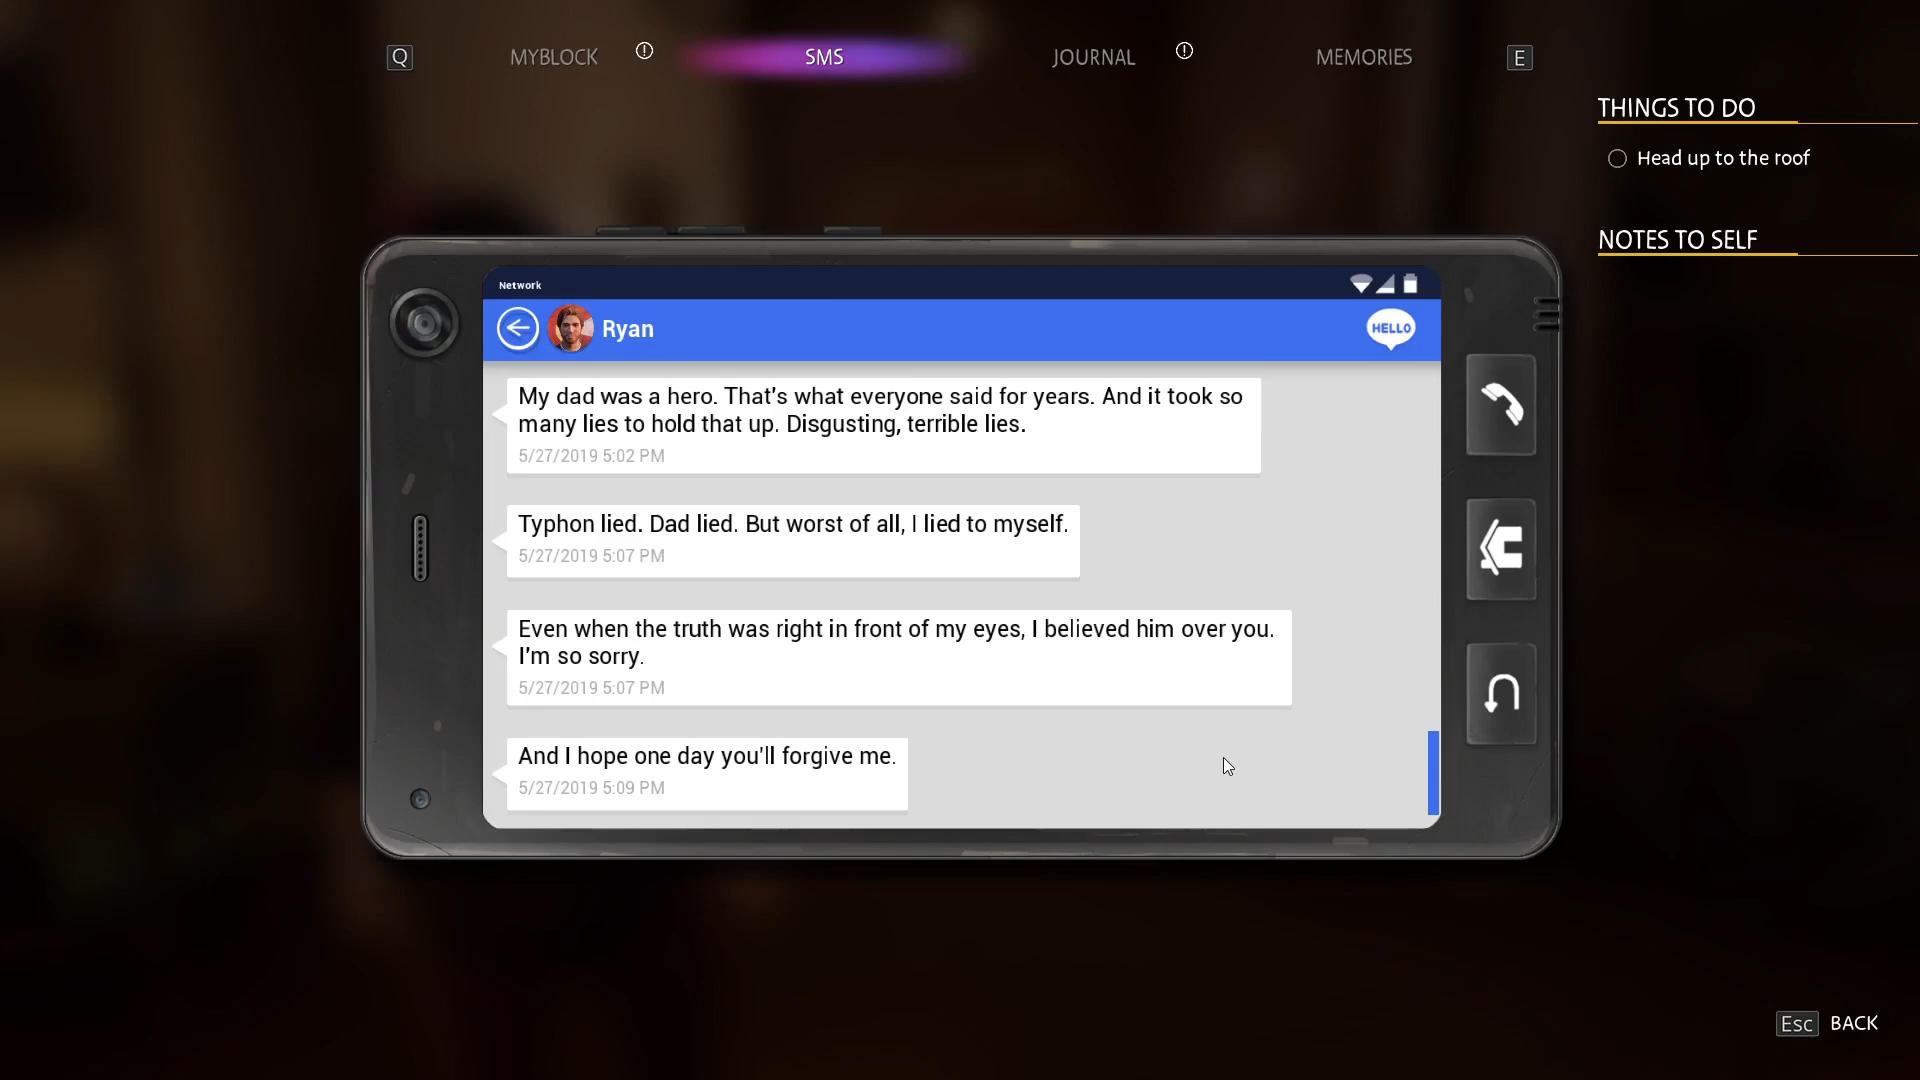 Q
MYBLOCK
SMS
JOURNAL
MEMORIES
E
THINGS TO DO
Head up to the roof
NOTES TO SELF
Network
Ryan
HELLO
My dad was a hero. That's what everyone said for years. And it took so
many lies to hold that up. Disgusting, terrible lies.
5/27/2019 5:02 PM
Typhon lied. Dad lied. But worst of all, I lied to myself.
5/27/2019 5:07 PM
Even when the truth was right in front of my eyes, I believed him over you.
I'm so sorry.
5/27/2019 5:07 PM
And I hope one day you'll forgive me.
5/27/2019 5:09 PM
Esc BACK